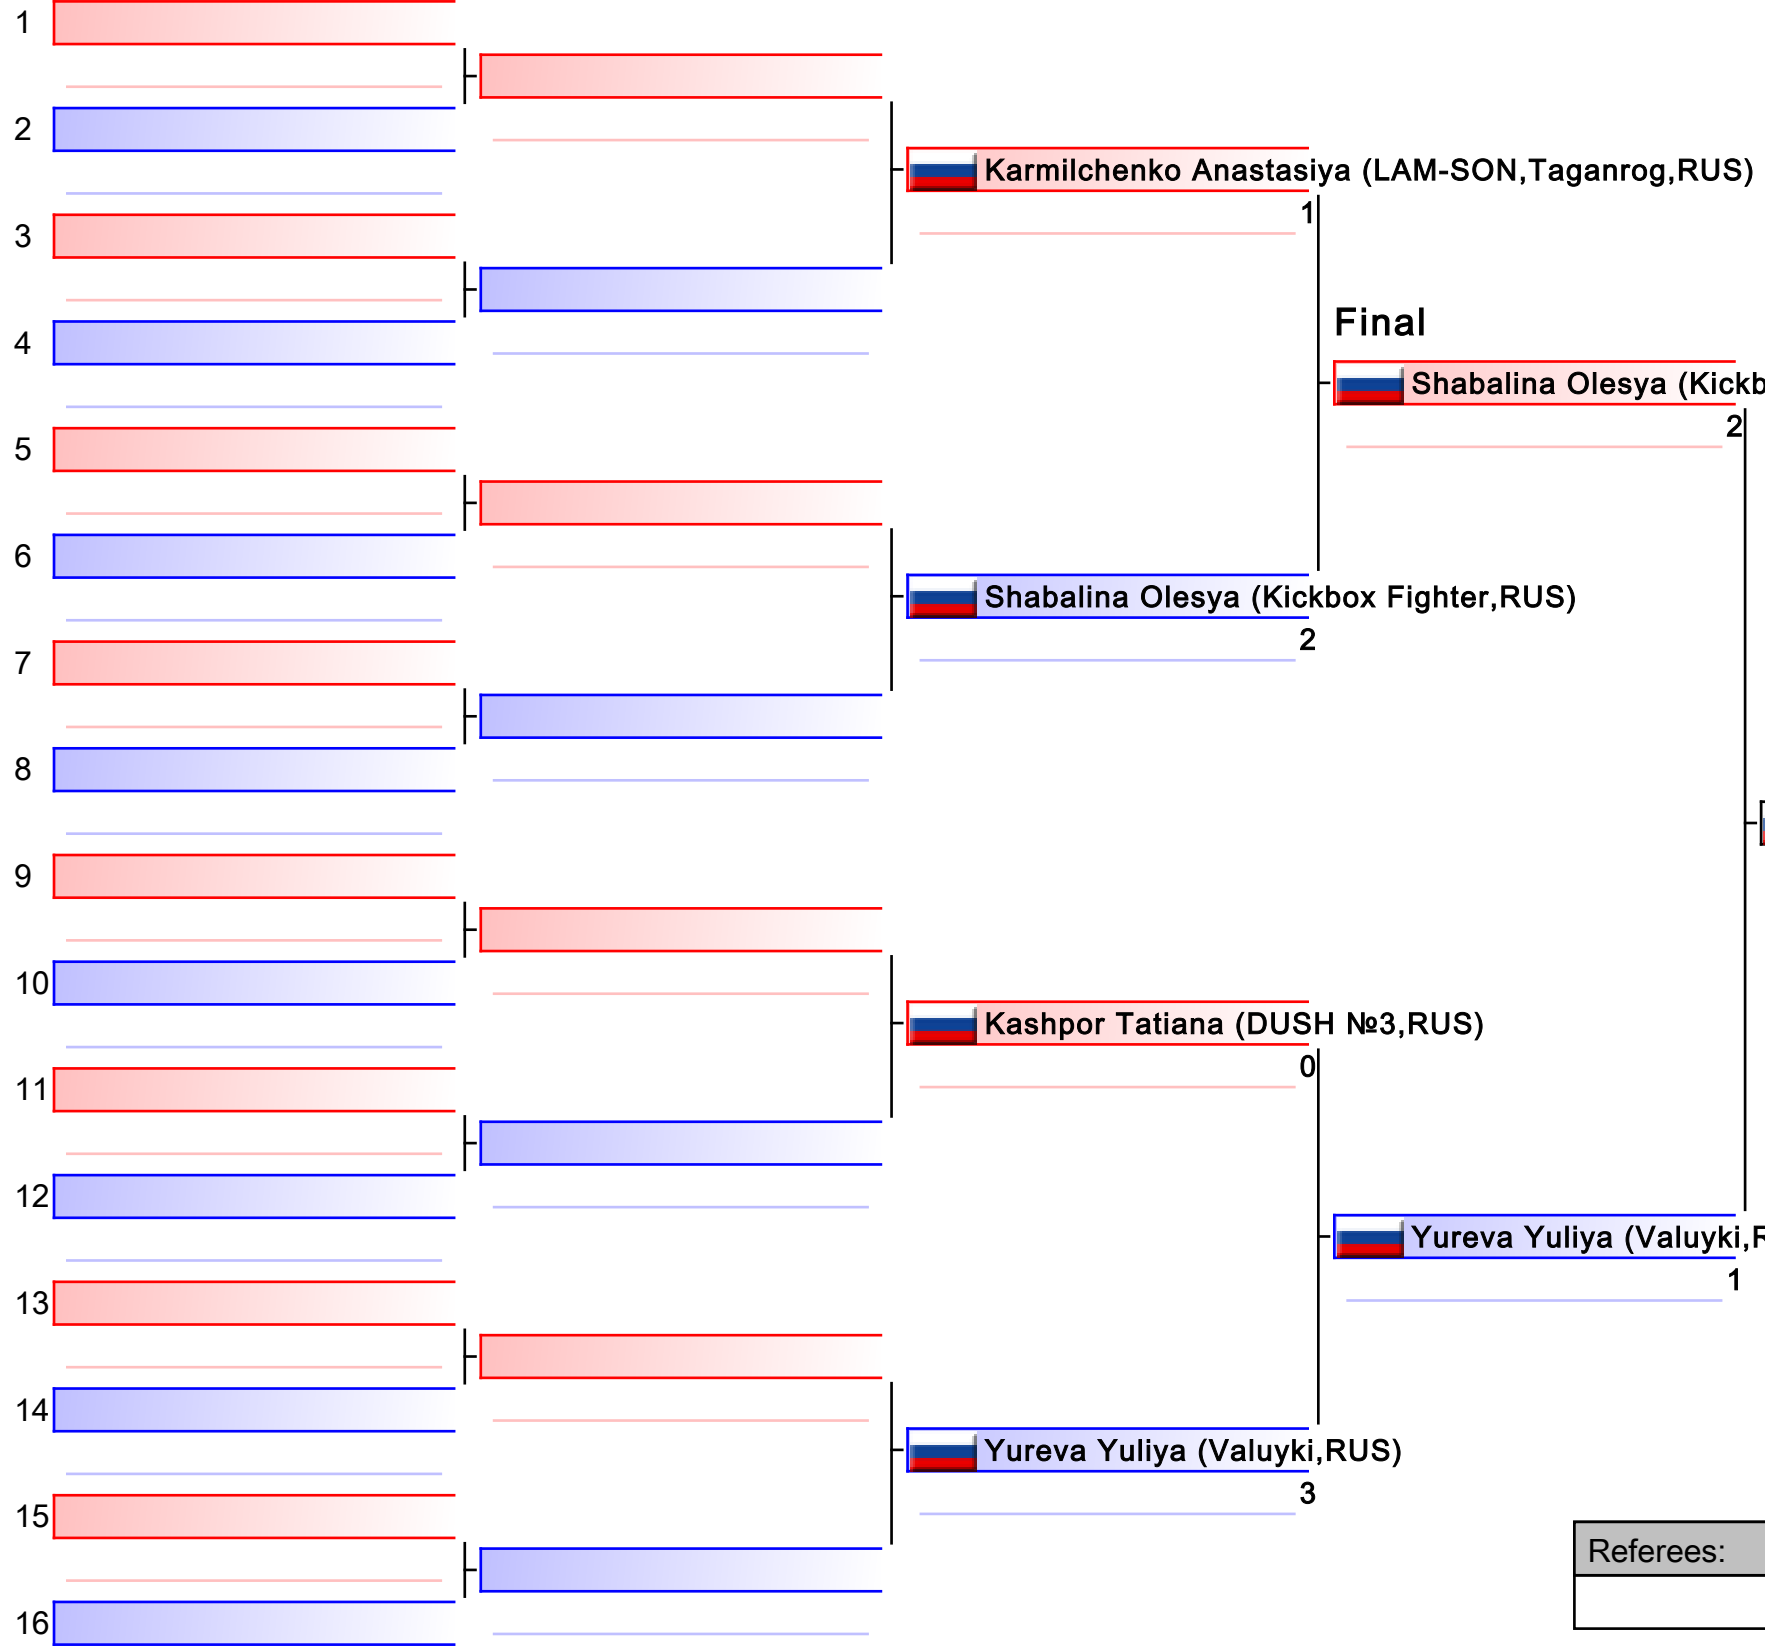 1
2
Karmilchenko Anastasiya (LAM-SON,Taganrog,RUS)
1
3
Final
4
Shabalina Olesya (Kickb
2
5
6
Shabalina Olesya (Kickbox Fighter,RUS)
2
7
8
9
10
Kashpor Tatiana (DUSH №3,RUS)
0
11
12
Yureva Yuliya (Valuyki,R
1
13
14
Yureva Yuliya (Valuyki,RUS)
3
15
Referees:
16